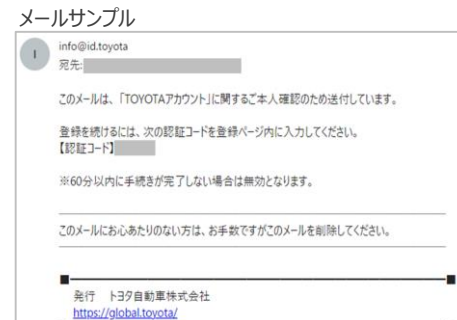 メールサンプル
I
info@id.toyota
宛先:
このメールは、「TOYOTAアカウント」に関するご本人確認のため送付しています。
登録を続けるには、次の認証コードを登録ページ内に入力してください。
【認証コード】
※60分以内に手続きが完了しない場合は無効となります。
このメールにお心あたりのない方は、お手数ですがこのメールを削除してください。
発行 トヨタ自動車株式会社
https://global.toyota/